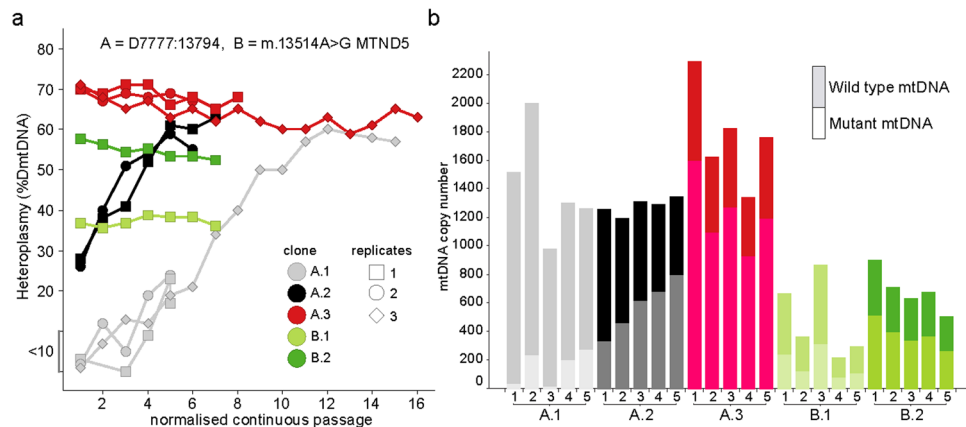 a
A = D7777:13794, B = m.13514A>G MTND5
Heteroplasmy (%DmtDNA)
80
70
60
50
40
30
20
<10
2 4 6 8 10 12 14 16
normalised continuous passage
clone
A.1
A.2
A.3
B.1
B.2
replicates
1
2
3
b
Wild type mtDNA
Mutant mtDNA
mtDNA copy number
2200
2000
1800
1600
1400
1200
1000
800
600
400
200
0
1 2 3 4 5 1 2 3 4 5 1 2 3 4 5 1 2 3 4 5 1 2 3 4 5
A.1 A.2 A.3 B.1 B.2